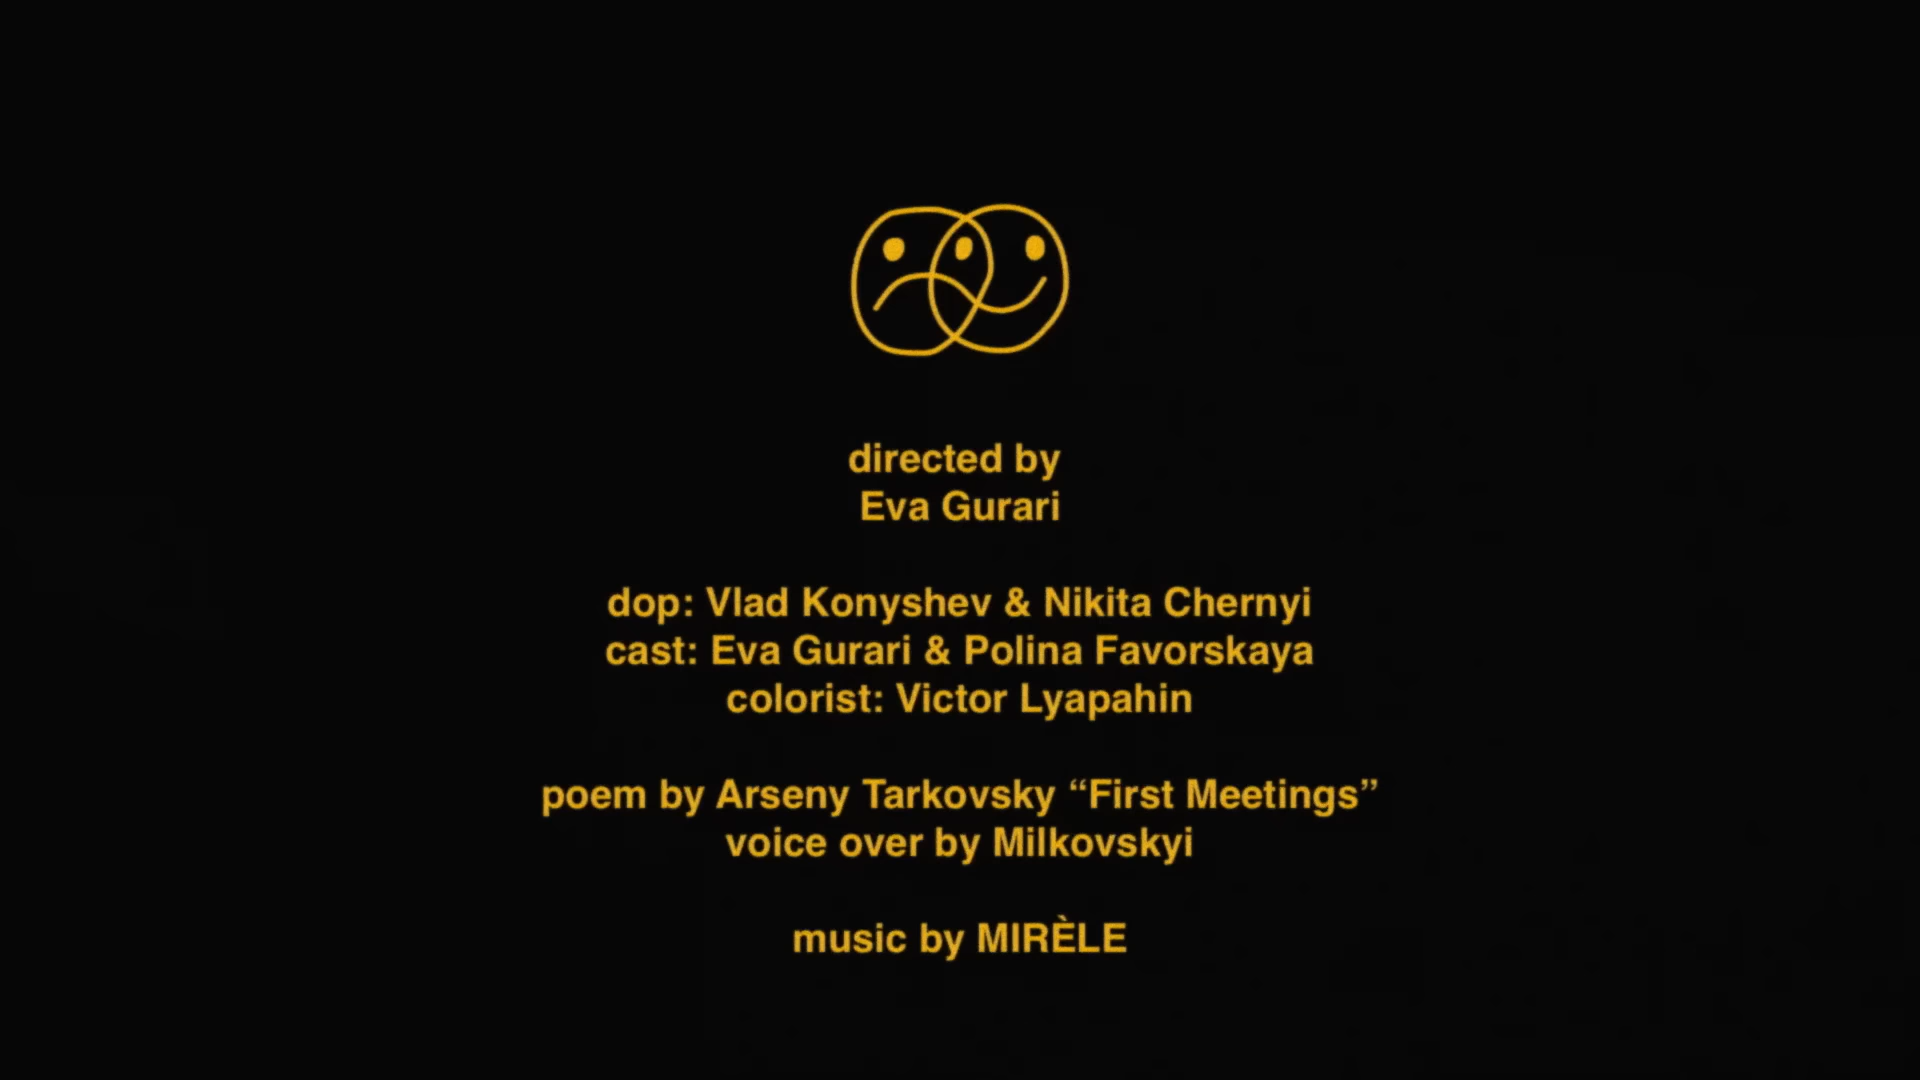 directed by
Eva Gurari
dop: Vlad Konyshev & Nikita Chernyi
cast: Eva Gurari & Polina Favorskaya
colorist: Victor Lyapahin
poem by Arseny Tarkovsky “First Meetings”
voice over by Milkovskyi
music by MIRÈLE